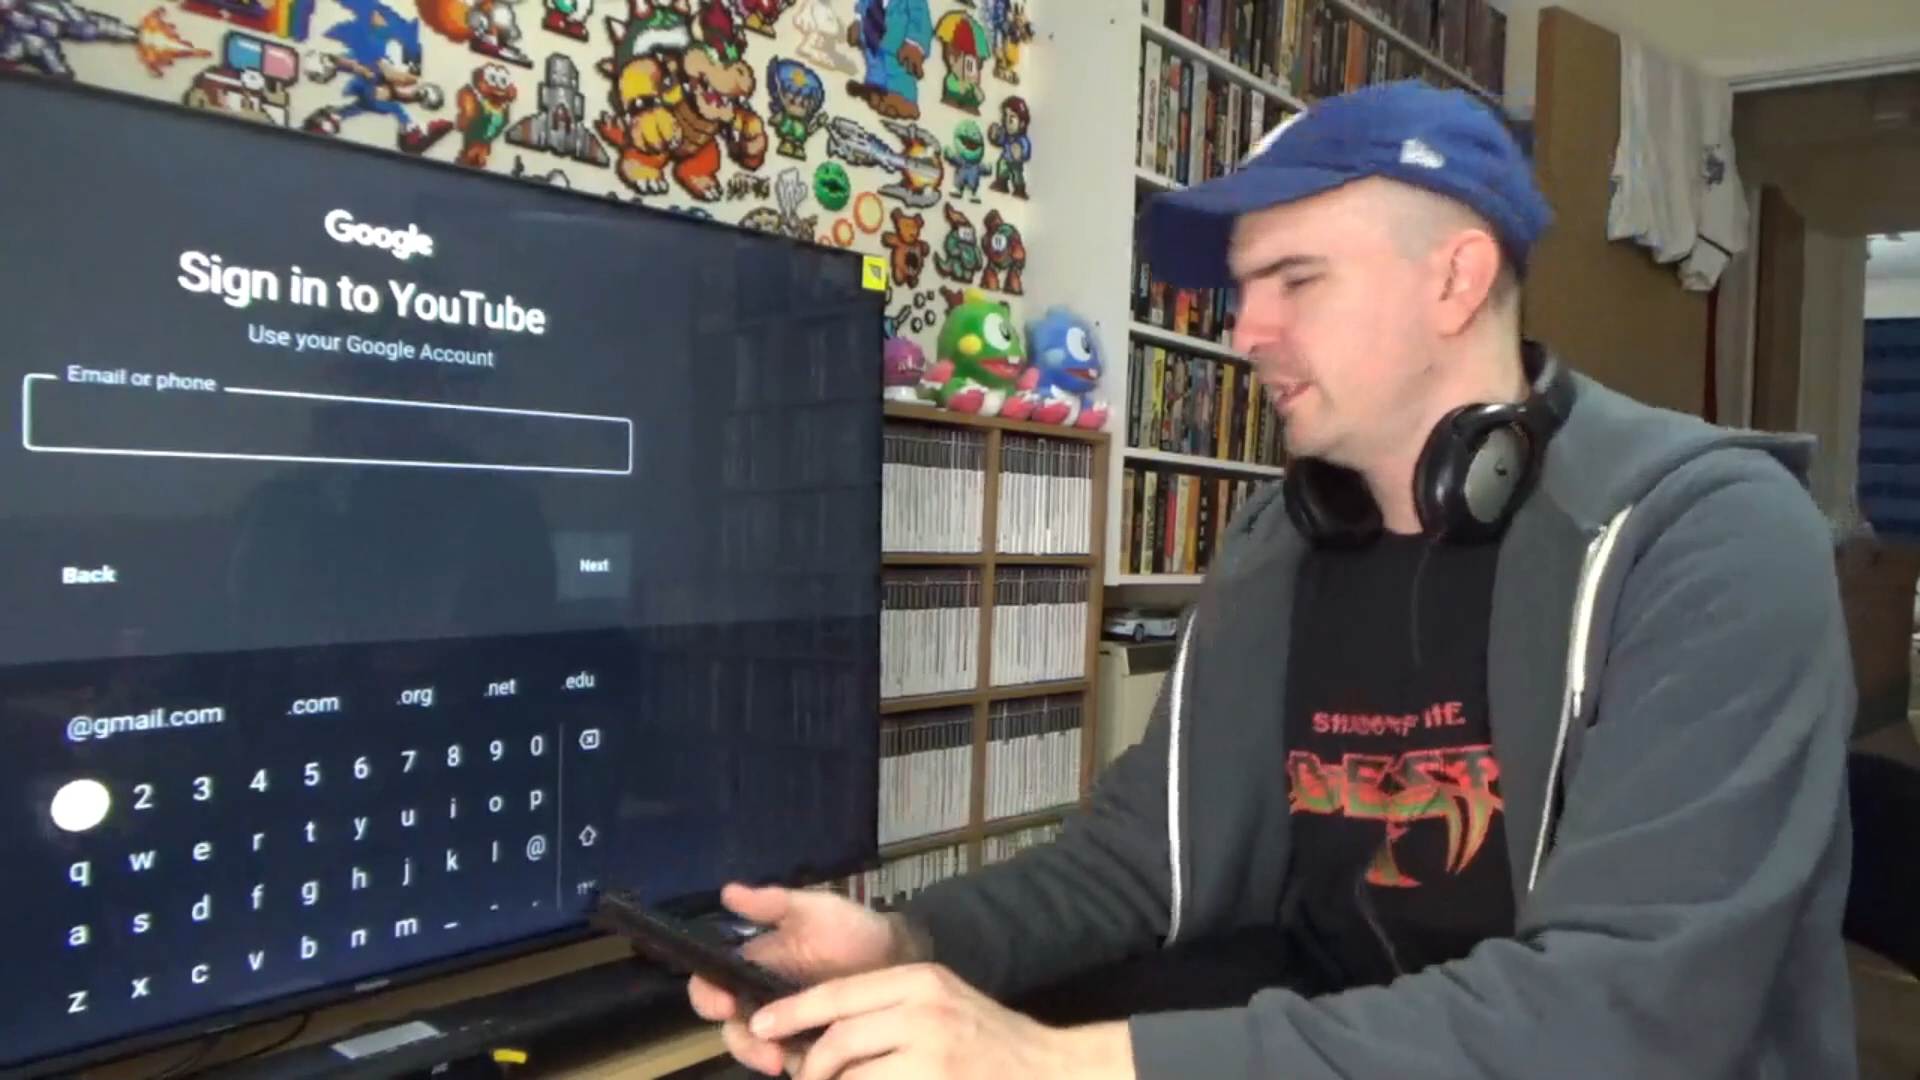 Google
Sign in to YouTube
Use your Google Account
Email or phone
Back
Next
@gmail.com .com .org .net .edu
2 3 4 5 6 7 8 9 0
q w e r t y u i o p
a s d f g h j k l @
z x c v b n m _ - .